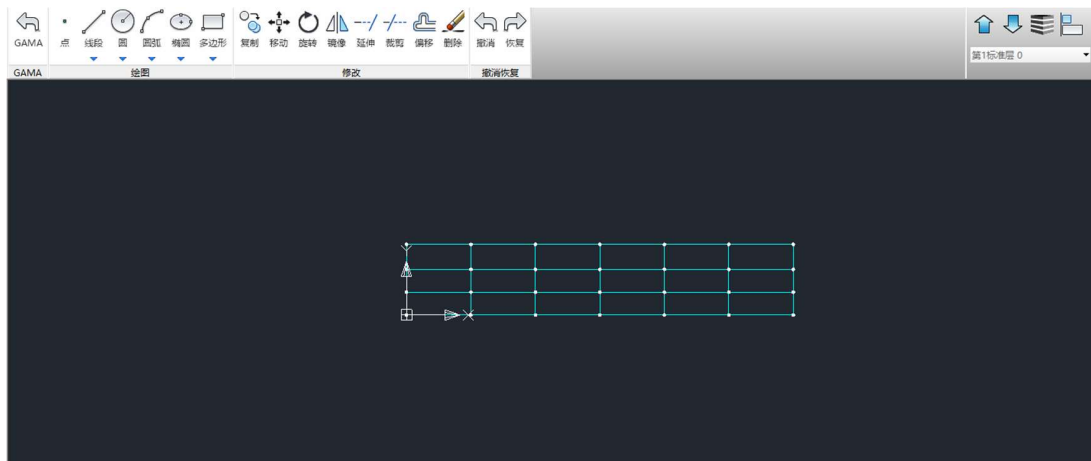 GAMA 点 线段 圆 圆弧 椭圆 多边形 复制 移动 旋转 镜像 延伸 裁剪 偏移 删除 撤消 恢复
第1标准层 0
GAMA 绘图 修改 撤消恢复
Y
X